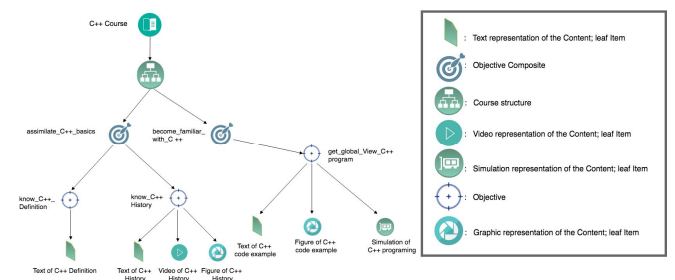 C++ Course
assimilate_C++_basics
become_familiar_
with_C ++
get_global_View_C++
program
know_C++_
Definition
know_C++
History
Text of C++
code example
Figure of C++
code example
Simulation of
C++ programing
Text of C++ Definition
Text of C++
History
Video of C++
History
Figure of C++
History
: Text representation of the Content; leaf Item
: Objective Composite
: Course structure
: Video representation of the Content; leaf Item
: Simulation representation of the Content; leaf Item
: Objective
: Graphic representation of the Content; leaf Item